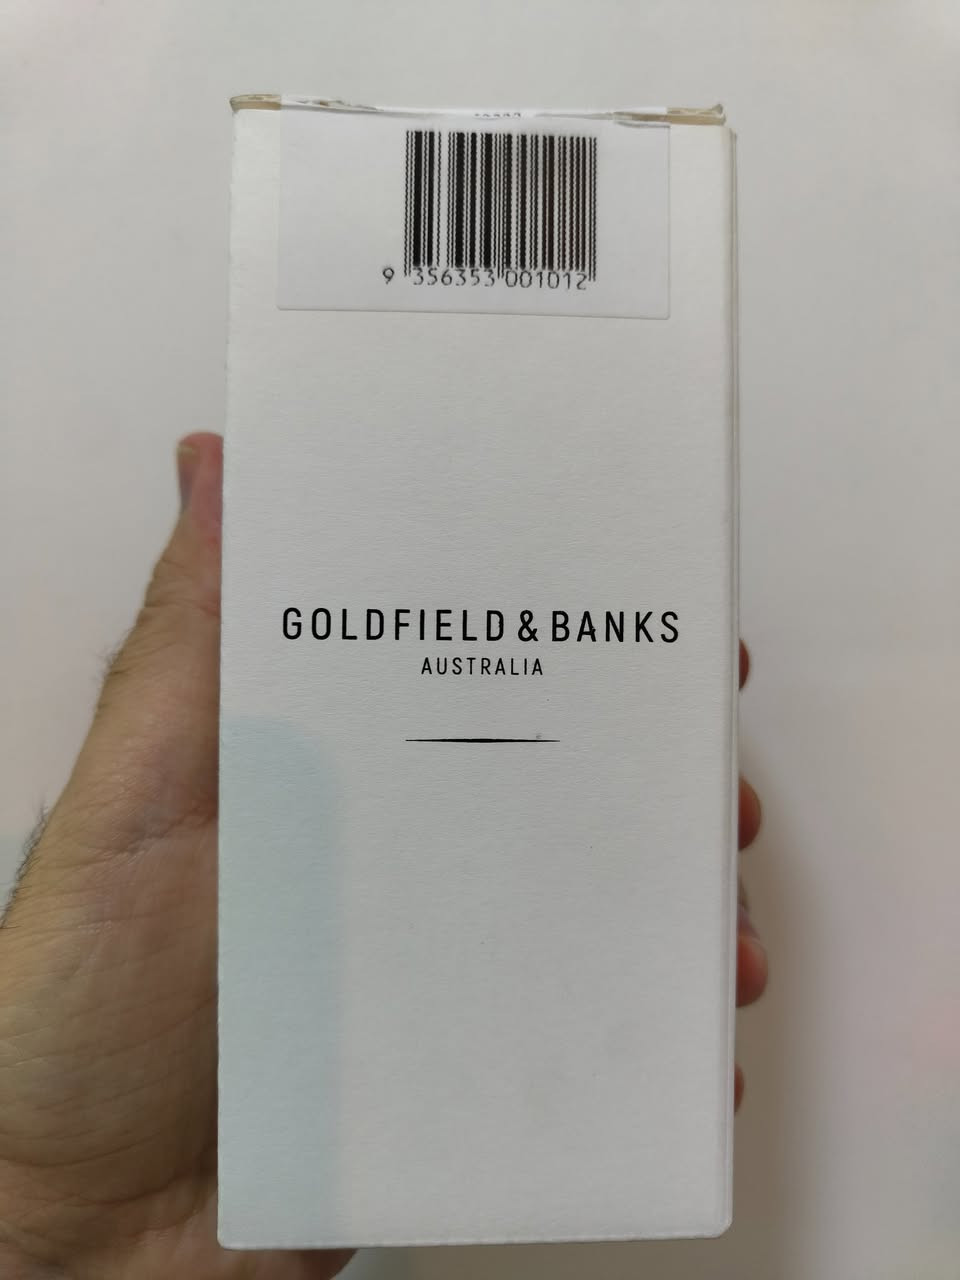 9 356353 001012
GOLDFIELD & BANKS
AUSTRALIA